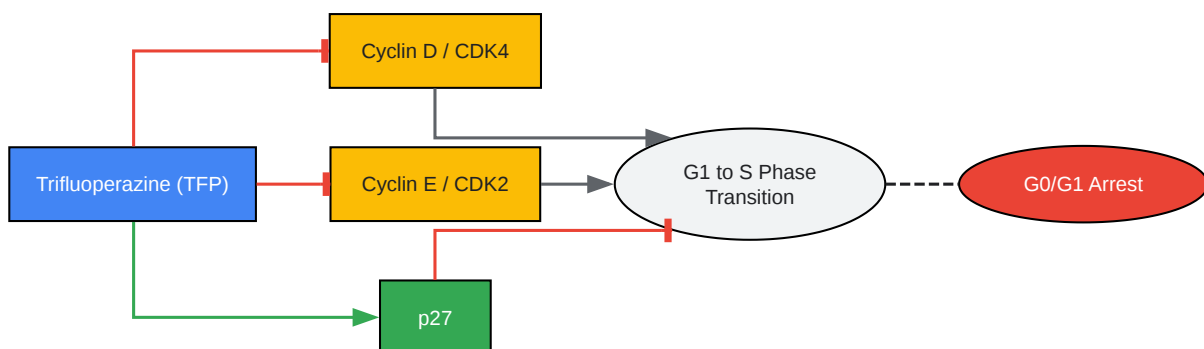 Cyclin D / CDK4
Trifluoperazine (TFP)
Cyclin E / CDK2
G1 to S Phase
Transition
G0/G1 Arrest
p27